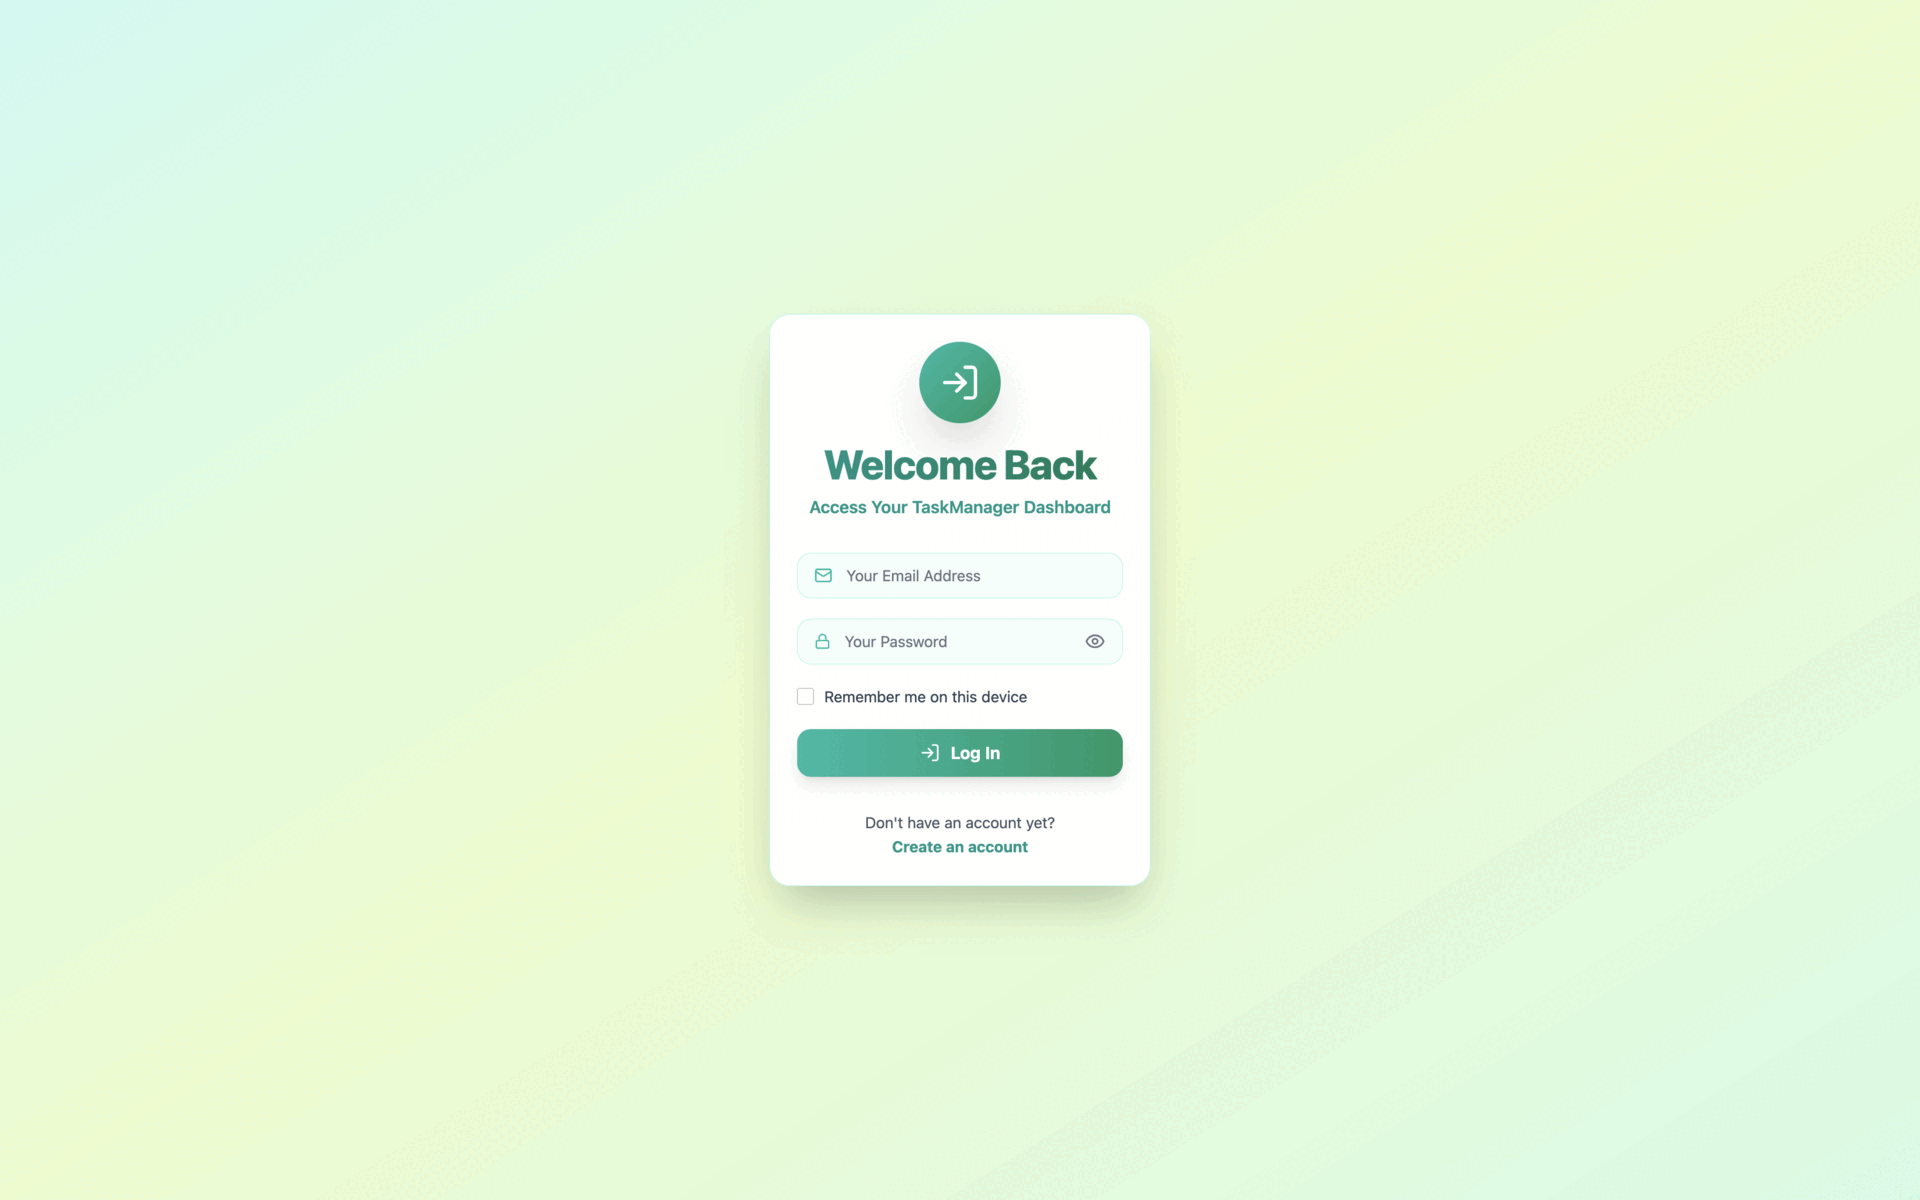 Welcome Back
Access Your TaskManager Dashboard
Your Email Address
Your Password
Remember me on this device
Log In
Don't have an account yet?
Create an account